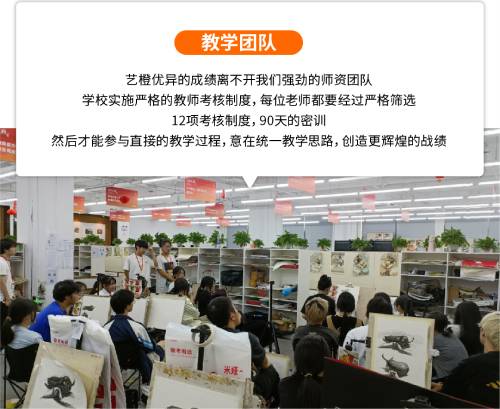 教学团队
艺橙优异的成绩离不开我们强劲的师资团队
学校实施严格的教师考核制度，每位老师都要经过严格筛选
12项考核制度，90天的密训
然后才能参与直接的教学过程，意在统一教学思路，创造更辉煌的战绩